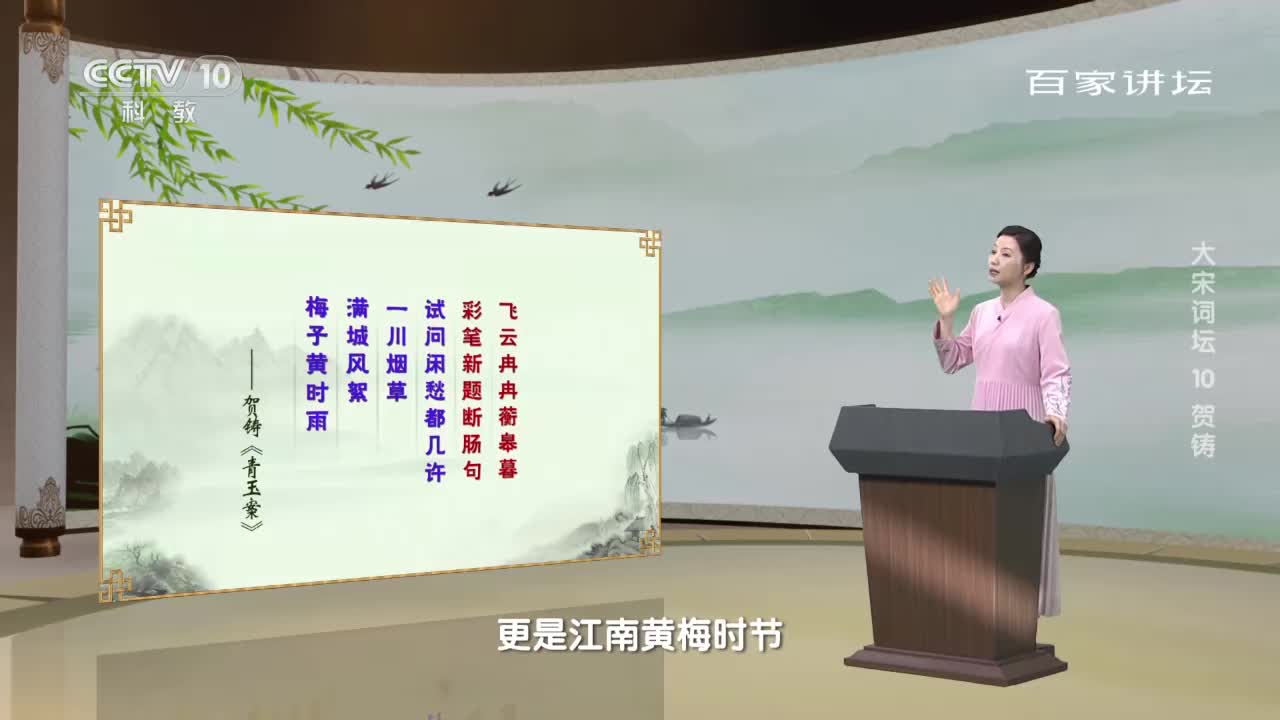 CCTV 10
科教
百家讲坛
飞云冉冉蘅皋暮
彩笔新题断肠句
试问闲愁都几许
一川烟草
满城风絮
梅子黄时雨
——贺铸《青玉案》
大宋词坛 10 贺铸
更是江南黄梅时节